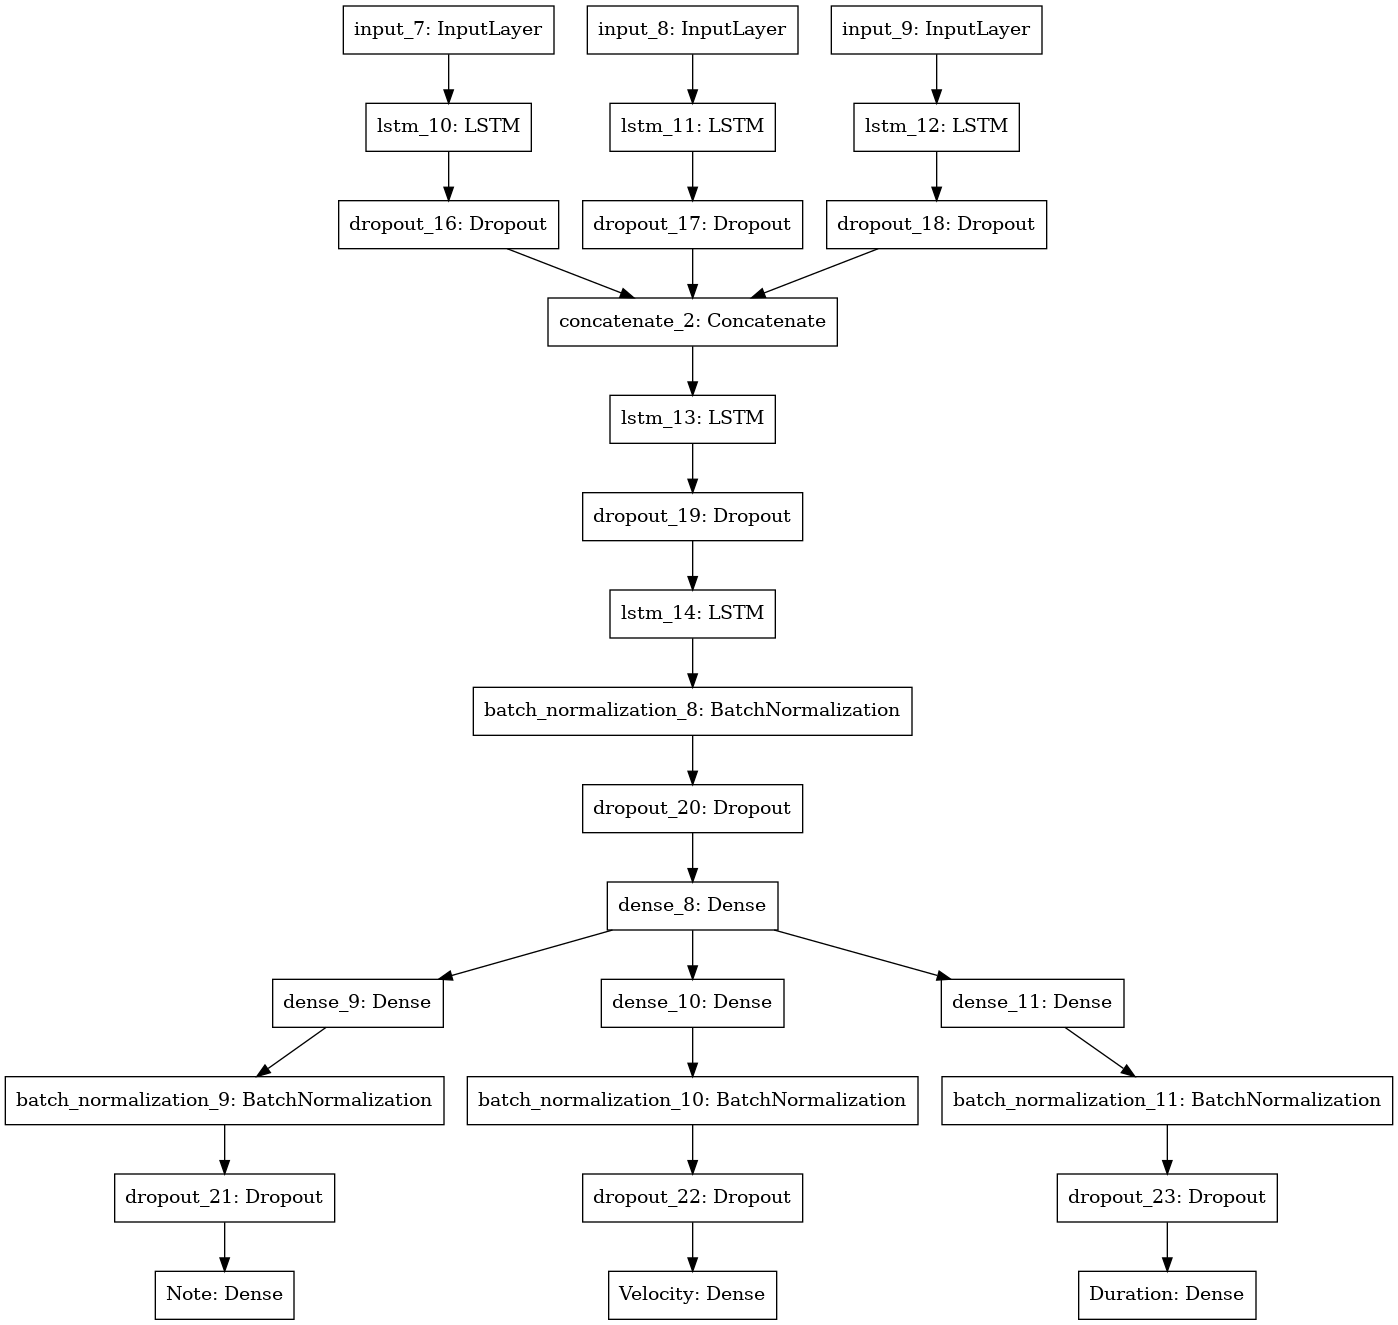 input_7: InputLayer
input_8: InputLayer
input_9: InputLayer
lstm_10: LSTM
lstm_11: LSTM
lstm_12: LSTM
dropout_16: Dropout
dropout_17: Dropout
dropout_18: Dropout
concatenate_2: Concatenate
lstm_13: LSTM
dropout_19: Dropout
lstm_14: LSTM
batch_normalization_8: BatchNormalization
dropout_20: Dropout
dense_8: Dense
dense_9: Dense
dense_10: Dense
dense_11: Dense
batch_normalization_9: BatchNormalization
batch_normalization_10: BatchNormalization
batch_normalization_11: BatchNormalization
dropout_21: Dropout
dropout_22: Dropout
dropout_23: Dropout
Note: Dense
Velocity: Dense
Duration: Dense